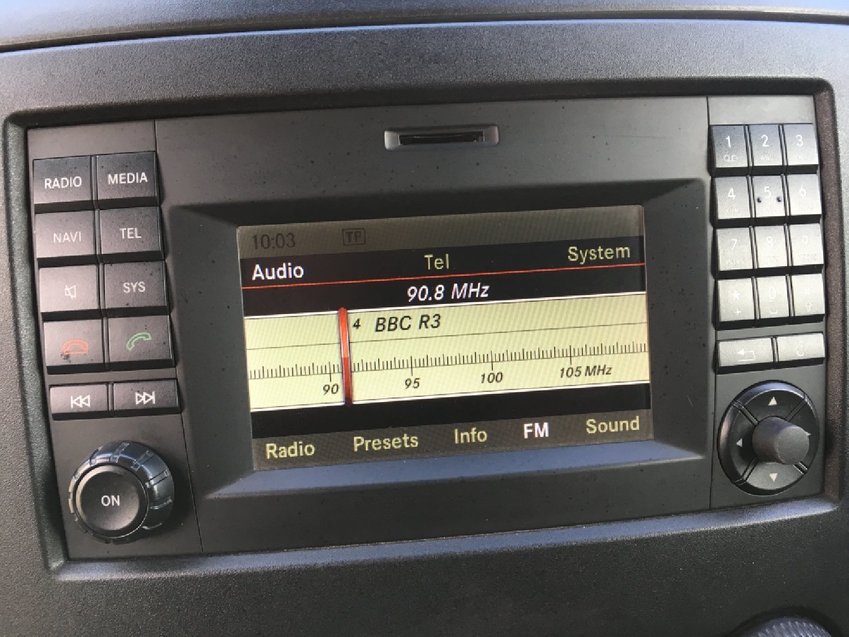 RADIO MEDIA
NAVI TEL
SYS
ON
10:03 TP
Audio Tel System
90.8 MHz
4 BBC R3
90 95 100 105 MHz
Radio Presets Info FM Sound
1 2 3
4 5 6
7 8 9
* 0 #